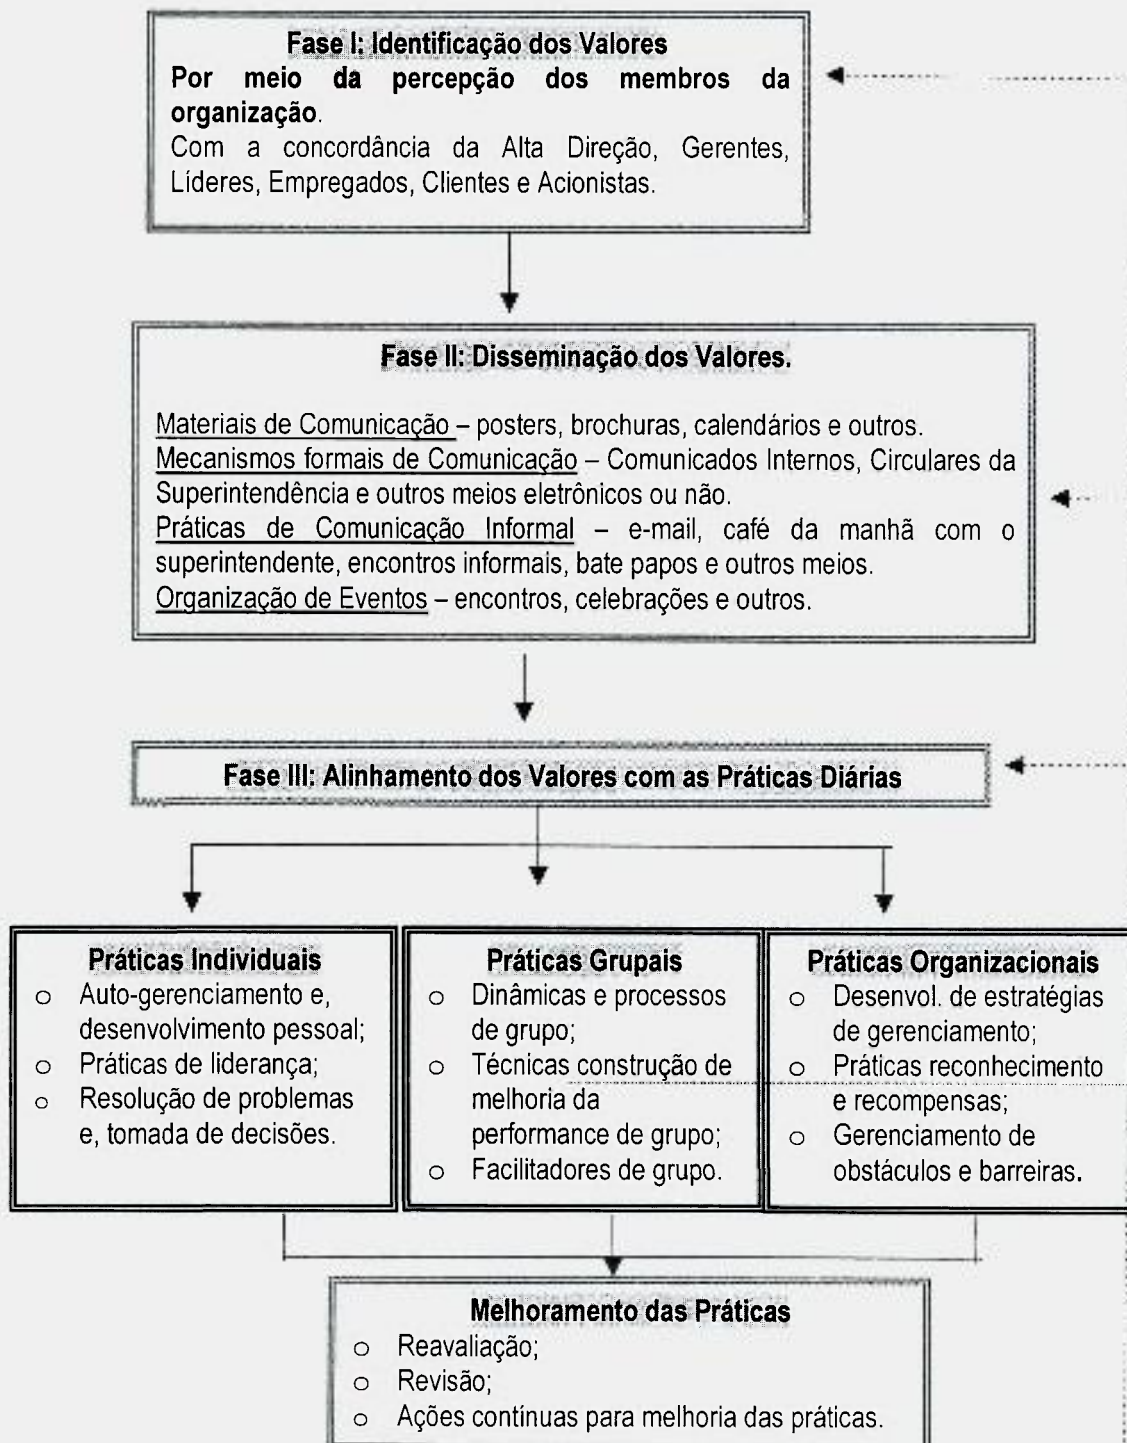 Fase I: Identificação dos Valores
Por meio da percepção dos membros da
organização.
Com a concordância da Alta Direção, Gerentes,
Líderes, Empregados, Clientes e Acionistas.
Fase II: Disseminação dos Valores.
Materiais de Comunicação – posters, brochuras, calendários e outros.
Mecanismos formais de Comunicação – Comunicados Internos, Circulares da
Superintendência e outros meios eletrônicos ou não.
Práticas de Comunicação Informal – e-mail, café da manhã com o
superintendente, encontros informais, bate papos e outros meios.
Organização de Eventos – encontros, celebrações e outros.
Fase III: Alinhamento dos Valores com as Práticas Diárias
Práticas Individuais
o Auto-gerenciamento e,
desenvolvimento pessoal;
o Práticas de liderança;
o Resolução de problemas
e, tomada de decisões.
Práticas Grupais
o Dinâmicas e processos
de grupo;
o Técnicas construção de
melhoria da
performance de grupo;
o Facilitadores de grupo.
Práticas Organizacionais
o Desenvol. de estratégias
de gerenciamento;
o Práticas reconhecimento
e recompensas;
o Gerenciamento de
obstáculos e barreiras.
Melhoramento das Práticas
o Reavaliação;
o Revisão;
o Ações contínuas para melhoria das práticas.